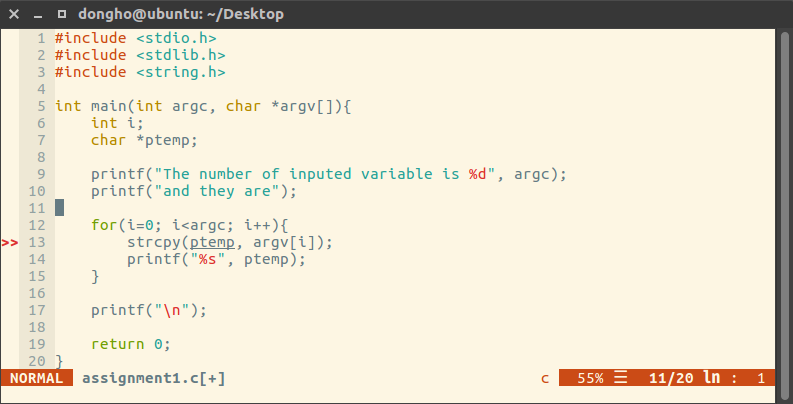 dongho@ubuntu: ~/Desktop
1 #include <stdio.h>
2 #include <stdlib.h>
3 #include <string.h>
4
5 int main(int argc, char *argv[]){
6     int i;
7     char *ptemp;
8
9     printf("The number of inputed variable is %d", argc);
10     printf("and they are");
11
12     for(i=0; i<argc; i++){
>> 13         strcpy(ptemp, argv[i]);
14         printf("%s", ptemp);
15     }
16
17     printf("\n");
18
19     return 0;
20 }
NORMAL assignment1.c[+] c 55% ☰ 11/20 ln : 1